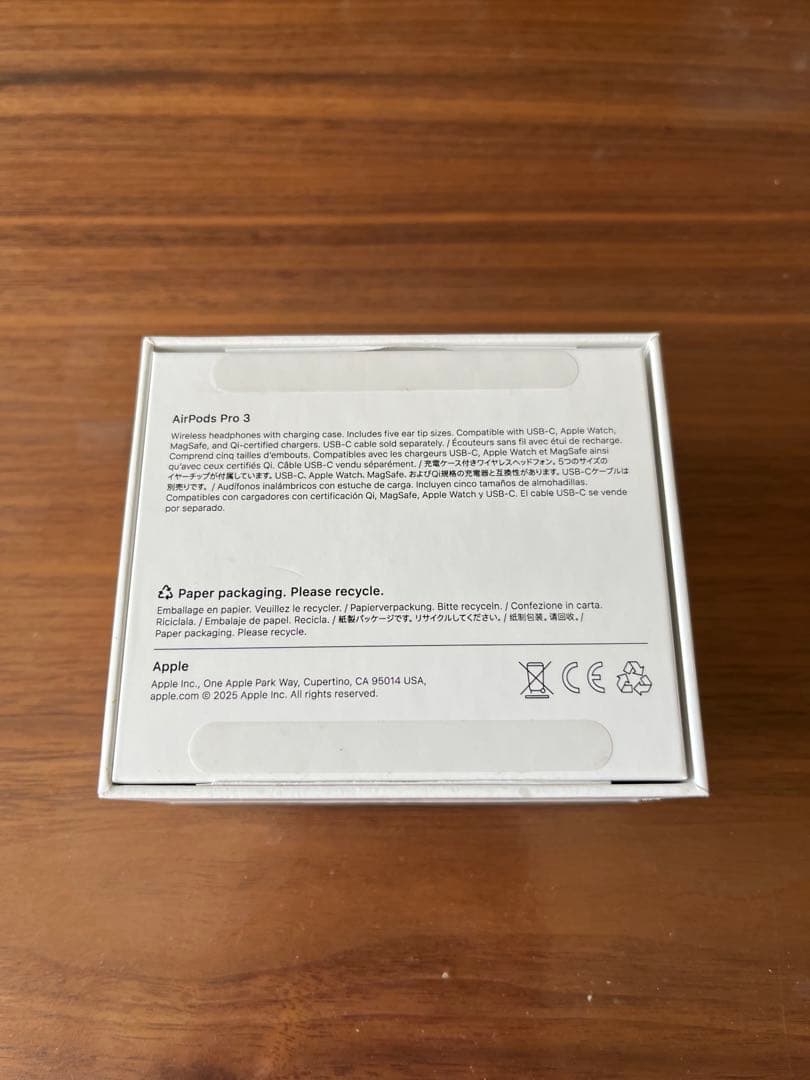 AirPods Pro 3
Wireless headphones with charging case. Includes five ear tip sizes. Compatible with USB-C, Apple Watch,
MagSafe, and Qi-certified chargers. USB-C cable sold separately. / Écouteurs sans fil avec étui de recharge.
Comprend cinq tailles d'embouts. Compatibles avec les chargeurs USB-C, Apple Watch et MagSafe ainsi
qu'avec ceux certifiés Qi. Câble USB-C vendu séparément. / 充電ケース付きワイヤレスヘッドフォン。5つのサイズの
イヤーチップが付属しています。USB-C、Apple Watch、MagSafe、およびQi規格の充電器と互換性があります。USB-Cケーブルは
別売りです。/ Audífonos inalámbricos con estuche de carga. Incluyen cinco tamaños de almohadillas.
Compatibles con cargadores con certificación Qi, MagSafe, Apple Watch y USB-C. El cable USB-C se vende
por separado.
Paper packaging. Please recycle.
Emballage en papier. Veuillez le recycler. / Papierverpackung. Bitte recyceln. / Confezione in carta.
Riciclala. / Embalaje de papel. Recicla. / 紙製パッケージです。リサイクルしてください。/ 纸制包装。请回收。/
Paper packaging. Please recycle.
Apple
Apple Inc., One Apple Park Way, Cupertino, CA 95014 USA,
apple.com © 2025 Apple Inc. All rights reserved.
CE